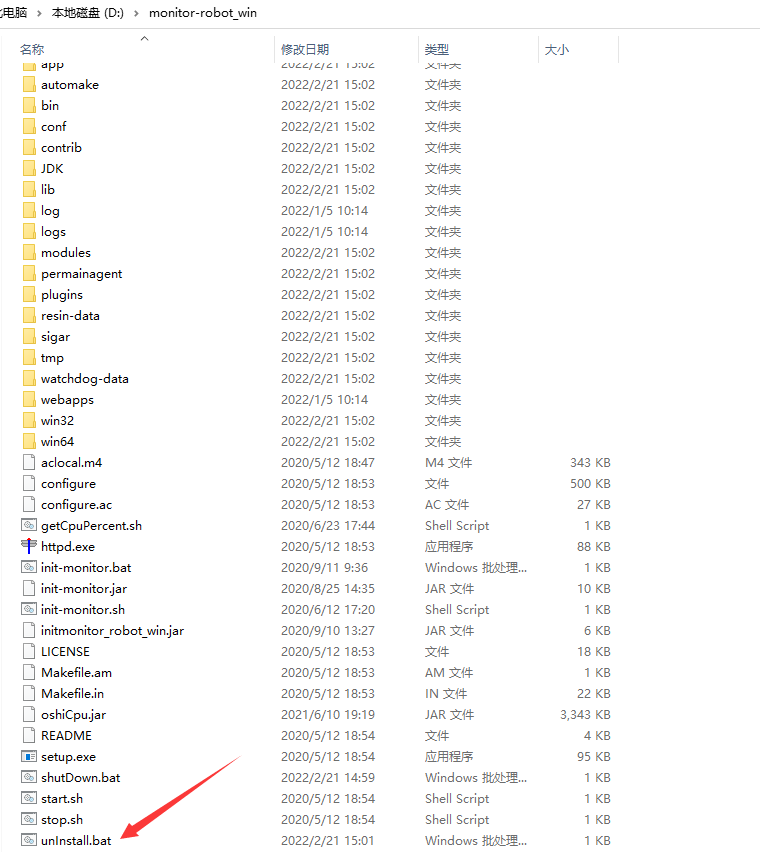 电脑 › 本地磁盘 (D:) › monitor-robot_win
名称 修改日期 类型 大小
app 2022/2/21 15:02 文件夹
automake 2022/2/21 15:02 文件夹
bin 2022/2/21 15:02 文件夹
conf 2022/2/21 15:02 文件夹
contrib 2022/2/21 15:02 文件夹
JDK 2022/2/21 15:02 文件夹
lib 2022/2/21 15:02 文件夹
log 2022/1/5 10:14 文件夹
logs 2022/1/5 10:14 文件夹
modules 2022/2/21 15:02 文件夹
permainagent 2022/2/21 15:02 文件夹
plugins 2022/2/21 15:02 文件夹
resin-data 2022/2/21 15:02 文件夹
sigar 2022/2/21 15:02 文件夹
tmp 2022/2/21 15:02 文件夹
watchdog-data 2022/2/21 15:02 文件夹
webapps 2022/1/5 10:14 文件夹
win32 2022/2/21 15:02 文件夹
win64 2022/2/21 15:02 文件夹
aclocal.m4 2020/5/12 18:47 M4 文件 343 KB
configure 2020/5/12 18:53 文件 500 KB
configure.ac 2020/5/12 18:53 AC 文件 27 KB
getCpuPercent.sh 2020/6/23 17:44 Shell Script 1 KB
httpd.exe 2020/5/12 18:53 应用程序 88 KB
init-monitor.bat 2020/9/11 9:36 Windows 批处理... 1 KB
init-monitor.jar 2020/8/25 14:35 JAR 文件 10 KB
init-monitor.sh 2020/6/12 17:20 Shell Script 1 KB
initmonitor_robot_win.jar 2020/9/10 13:27 JAR 文件 6 KB
LICENSE 2020/5/12 18:53 文件 18 KB
Makefile.am 2020/5/12 18:53 AM 文件 1 KB
Makefile.in 2020/5/12 18:53 IN 文件 22 KB
oshiCpu.jar 2021/6/10 19:19 JAR 文件 3,343 KB
README 2020/5/12 18:54 文件 4 KB
setup.exe 2020/5/12 18:54 应用程序 95 KB
shutDown.bat 2022/2/21 14:59 Windows 批处理... 1 KB
start.sh 2020/5/12 18:54 Shell Script 1 KB
stop.sh 2020/5/12 18:54 Shell Script 1 KB
unInstall.bat 2022/2/21 15:01 Windows 批处理... 1 KB